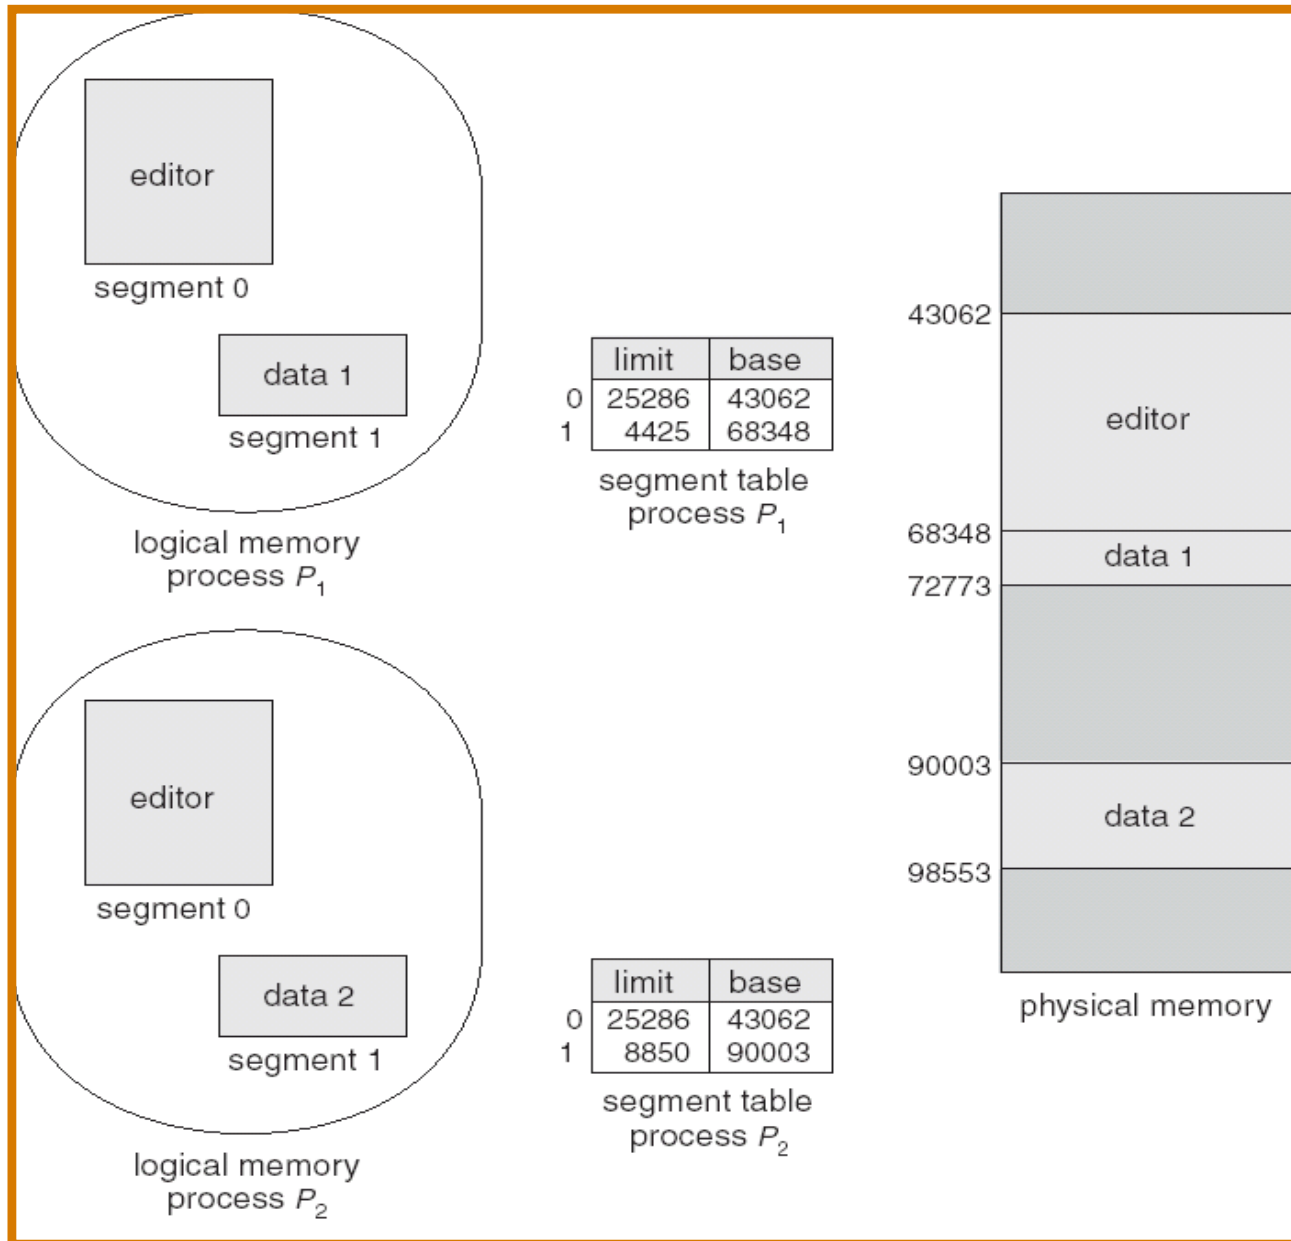 editor
segment 0
data 1
segment 1
logical memory
process P1
limit base
0 25286 43062
1 4425 68348
segment table
process P1
editor
segment 0
data 2
segment 1
logical memory
process P2
limit base
0 25286 43062
1 8850 90003
segment table
process P2
43062
editor
68348
data 1
72773
90003
data 2
98553
physical memory